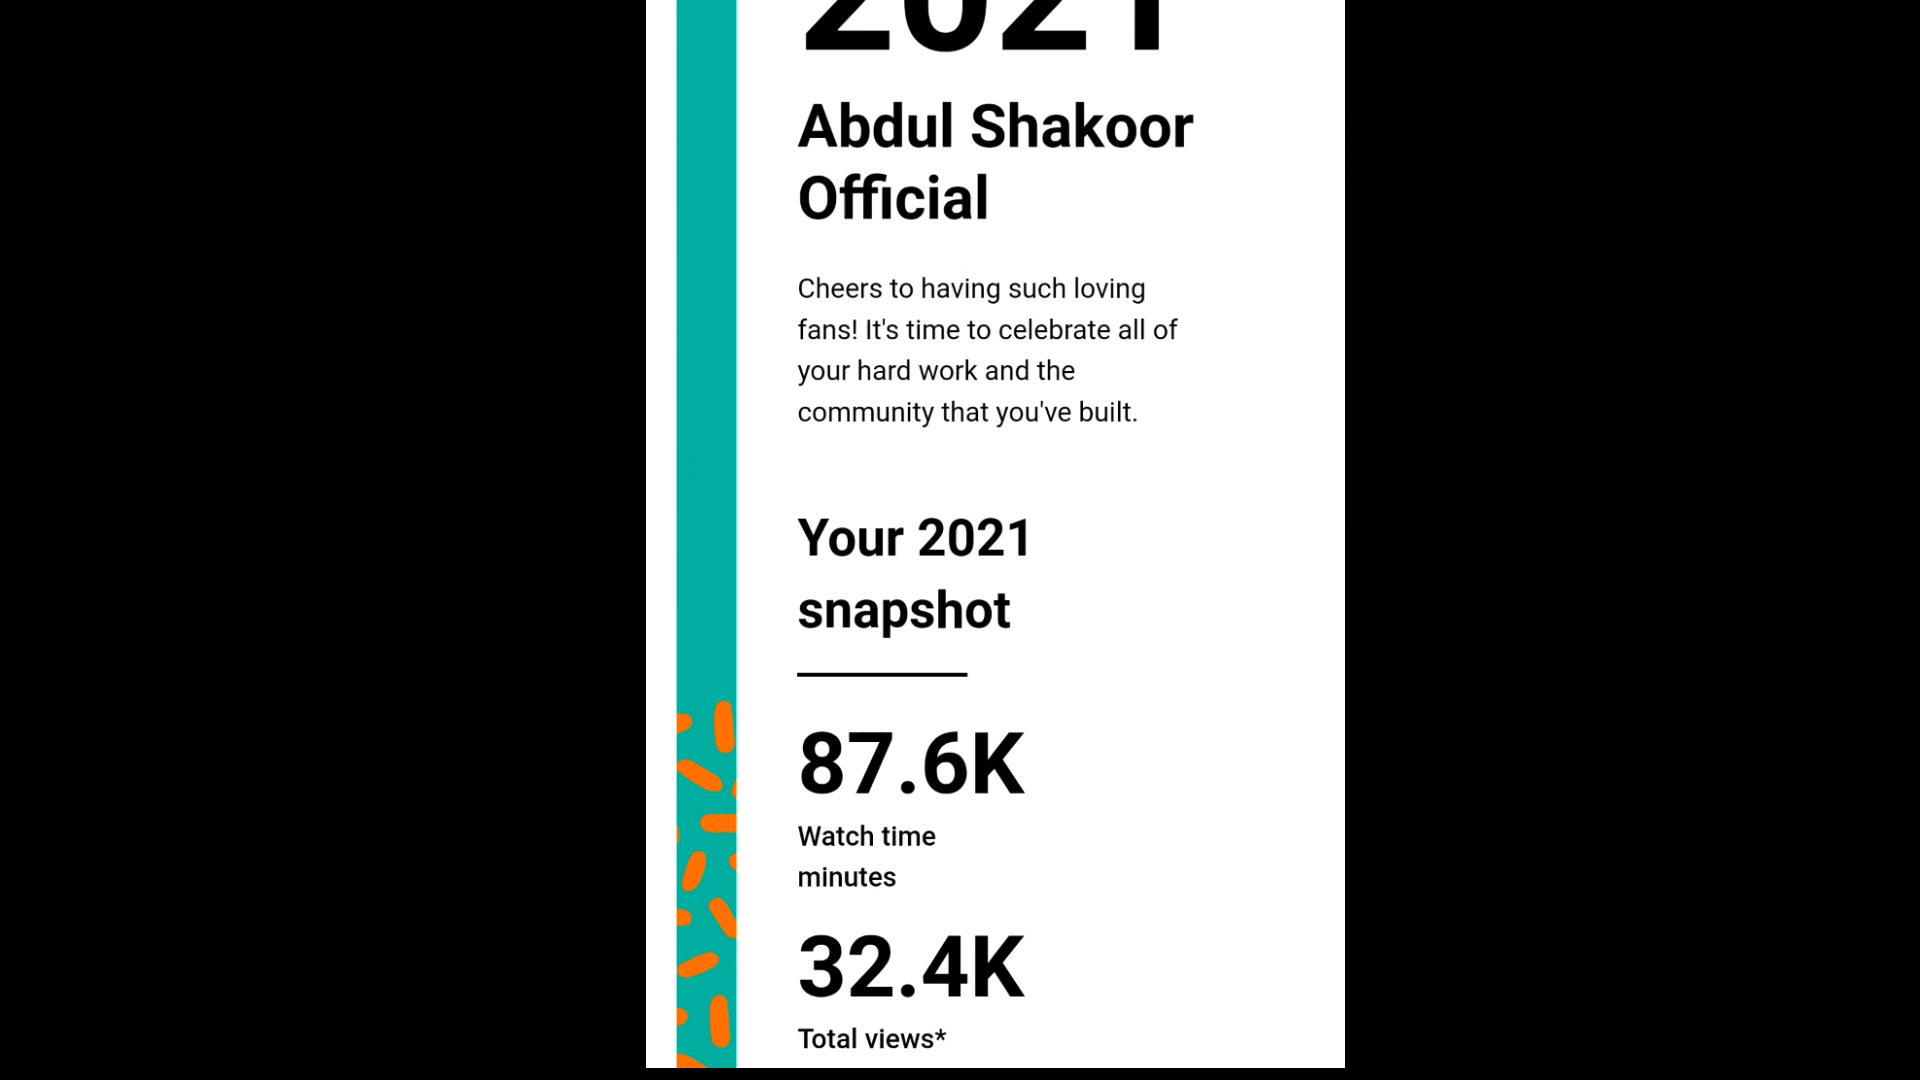 2021
Abdul Shakoor
Official
Cheers to having such loving
fans! It's time to celebrate all of
your hard work and the
community that you've built.
Your 2021
snapshot
87.6K
Watch time
minutes
32.4K
Total views*